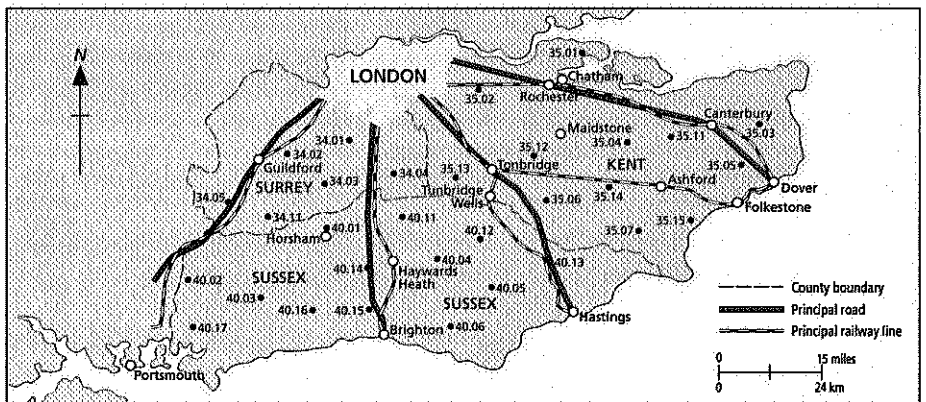 N
LONDON
35.01
Chatham
Rochester
35.02
Canterbury
35.03
35.11
Maidstone
35.04
34.01
34.02
Guildford
SURREY
34.03
34.04
35.13
35.12
Tonbridge
KENT
35.05
Dover
Ashford
35.14
Folkestone
34.05
34.11
Tunbridge
Wells
35.06
35.15
35.07
40.01
Horsham
40.11
40.12
SUSSEX
40.14
Haywards
Heath
40.04
40.13
40.02
40.03
40.16
40.15
SUSSEX
40.05
Hastings
40.17
Brighton
40.06
Portsmouth
County boundary
Principal road
Principal railway line
0 15 miles
0 24 km